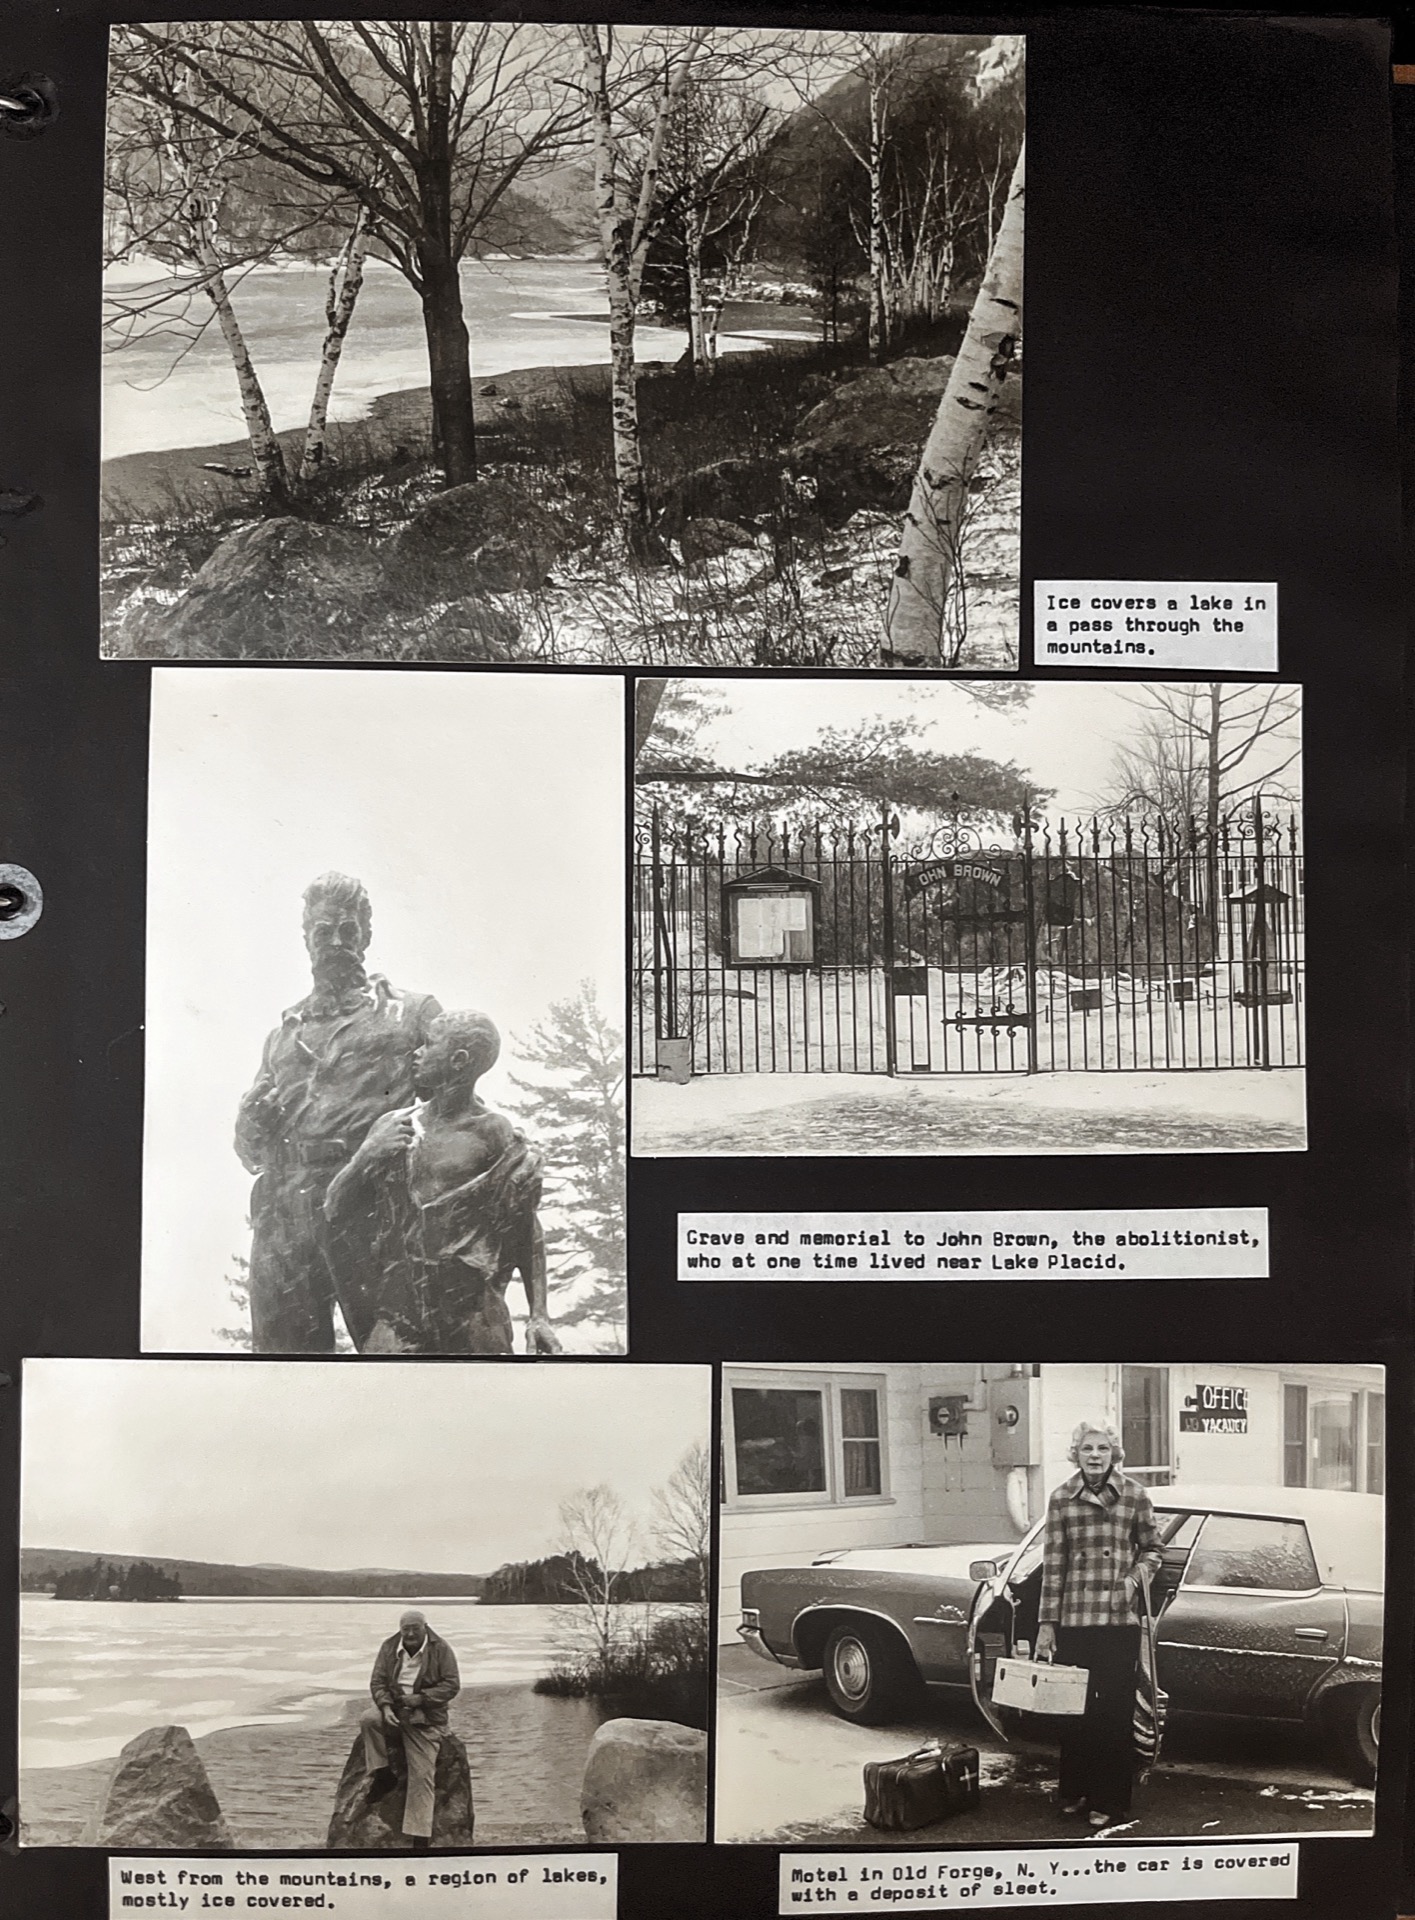 Ice covers a lake in
a pass through the
mountains.
OHN BROWN
Grave and memorial to John Brown, the abolitionist,
who at one time lived near Lake Placid.
OFFICE
VACANCY
West from the mountains, a region of lakes,
mostly ice covered.
Motel in Old Forge, N. Y...the car is covered
with a deposit of sleet.